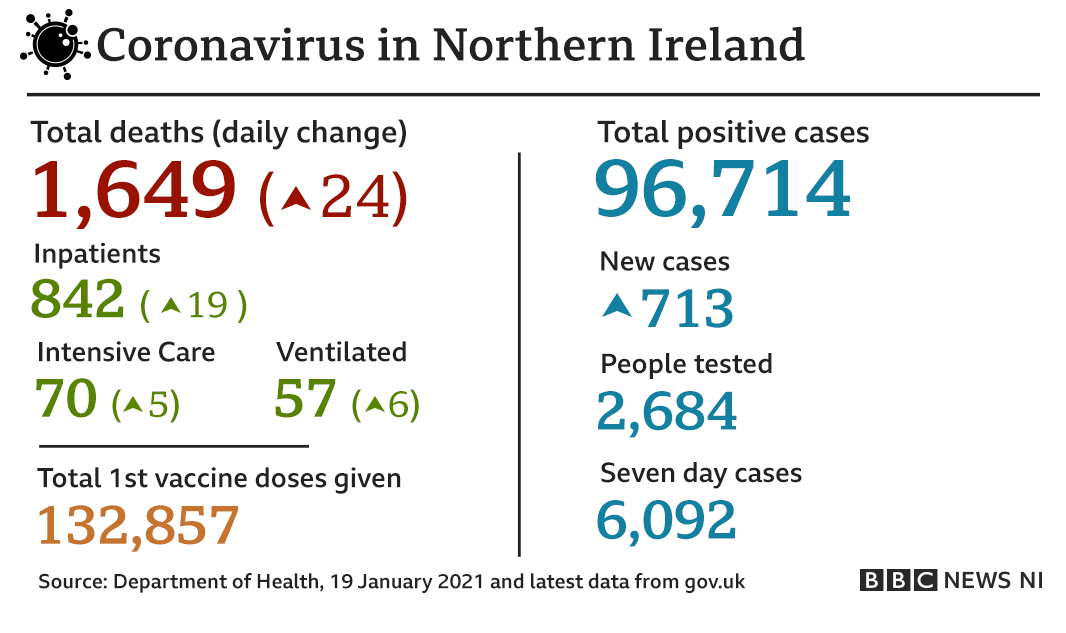 Coronavirus in Northern Ireland
Total deaths (daily change)
1,649 (▲24)
Inpatients
842 (▲19 )
Intensive Care
70 (▲5)
Ventilated
57 (▲6)
Total 1st vaccine doses given
132,857
Total positive cases
96,714
New cases
▲713
People tested
2,684
Seven day cases
6,092
Source: Department of Health, 19 January 2021 and latest data from gov.uk
BBC NEWS NI